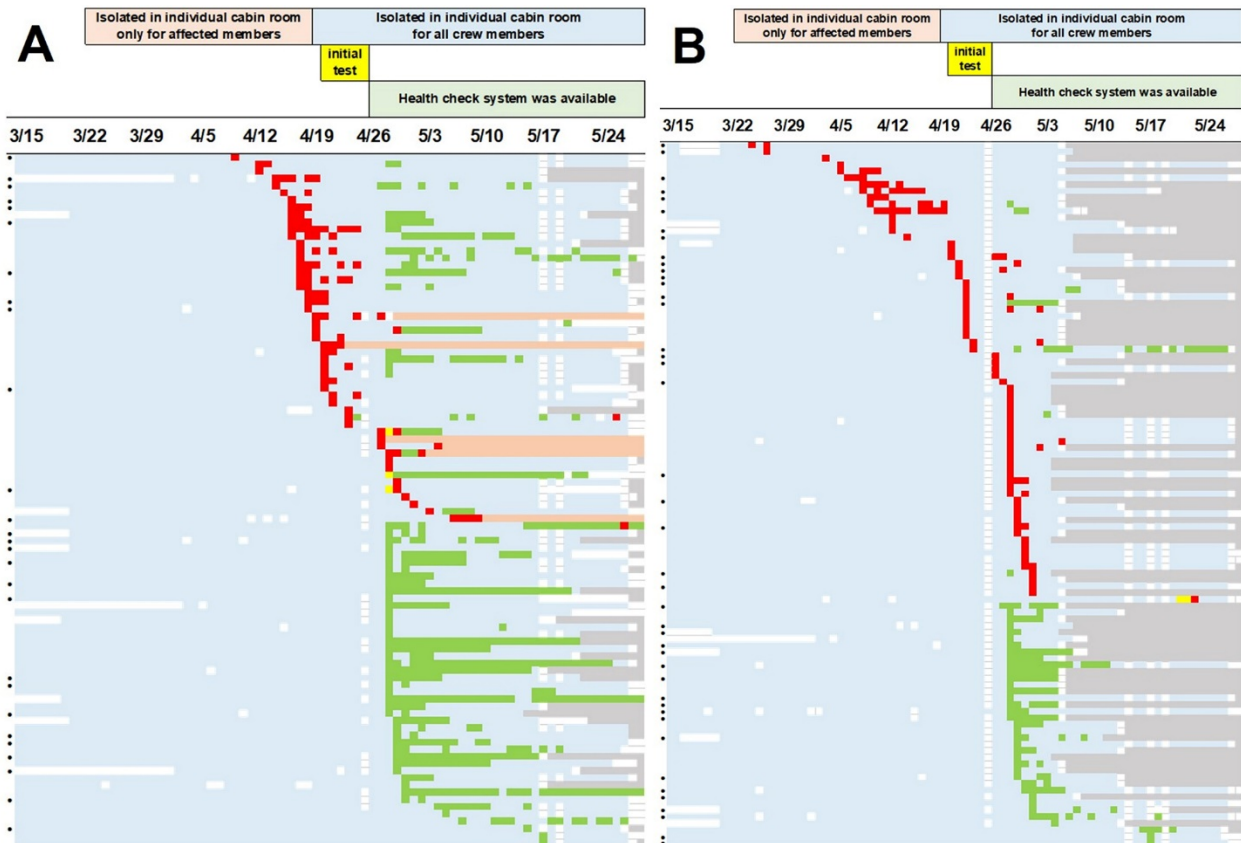 A
Isolated in individual cabin room
only for affected members
Isolated in individual cabin room
for all crew members
initial
test
Health check system was available
3/15 3/22 3/29 4/5 4/12 4/19 4/26 5/3 5/10 5/17 5/24
B
Isolated in individual cabin room
only for affected members
Isolated in individual cabin room
for all crew members
initial
test
Health check system was available
3/15 3/22 3/29 4/5 4/12 4/19 4/26 5/3 5/10 5/17 5/24